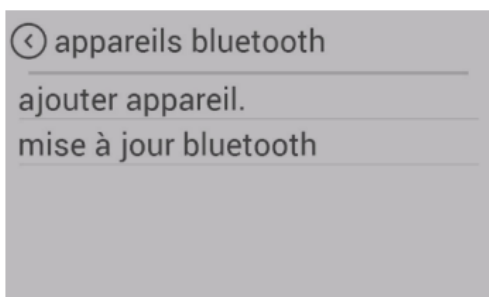 appareils bluetooth
ajouter appareil.
mise à jour bluetooth